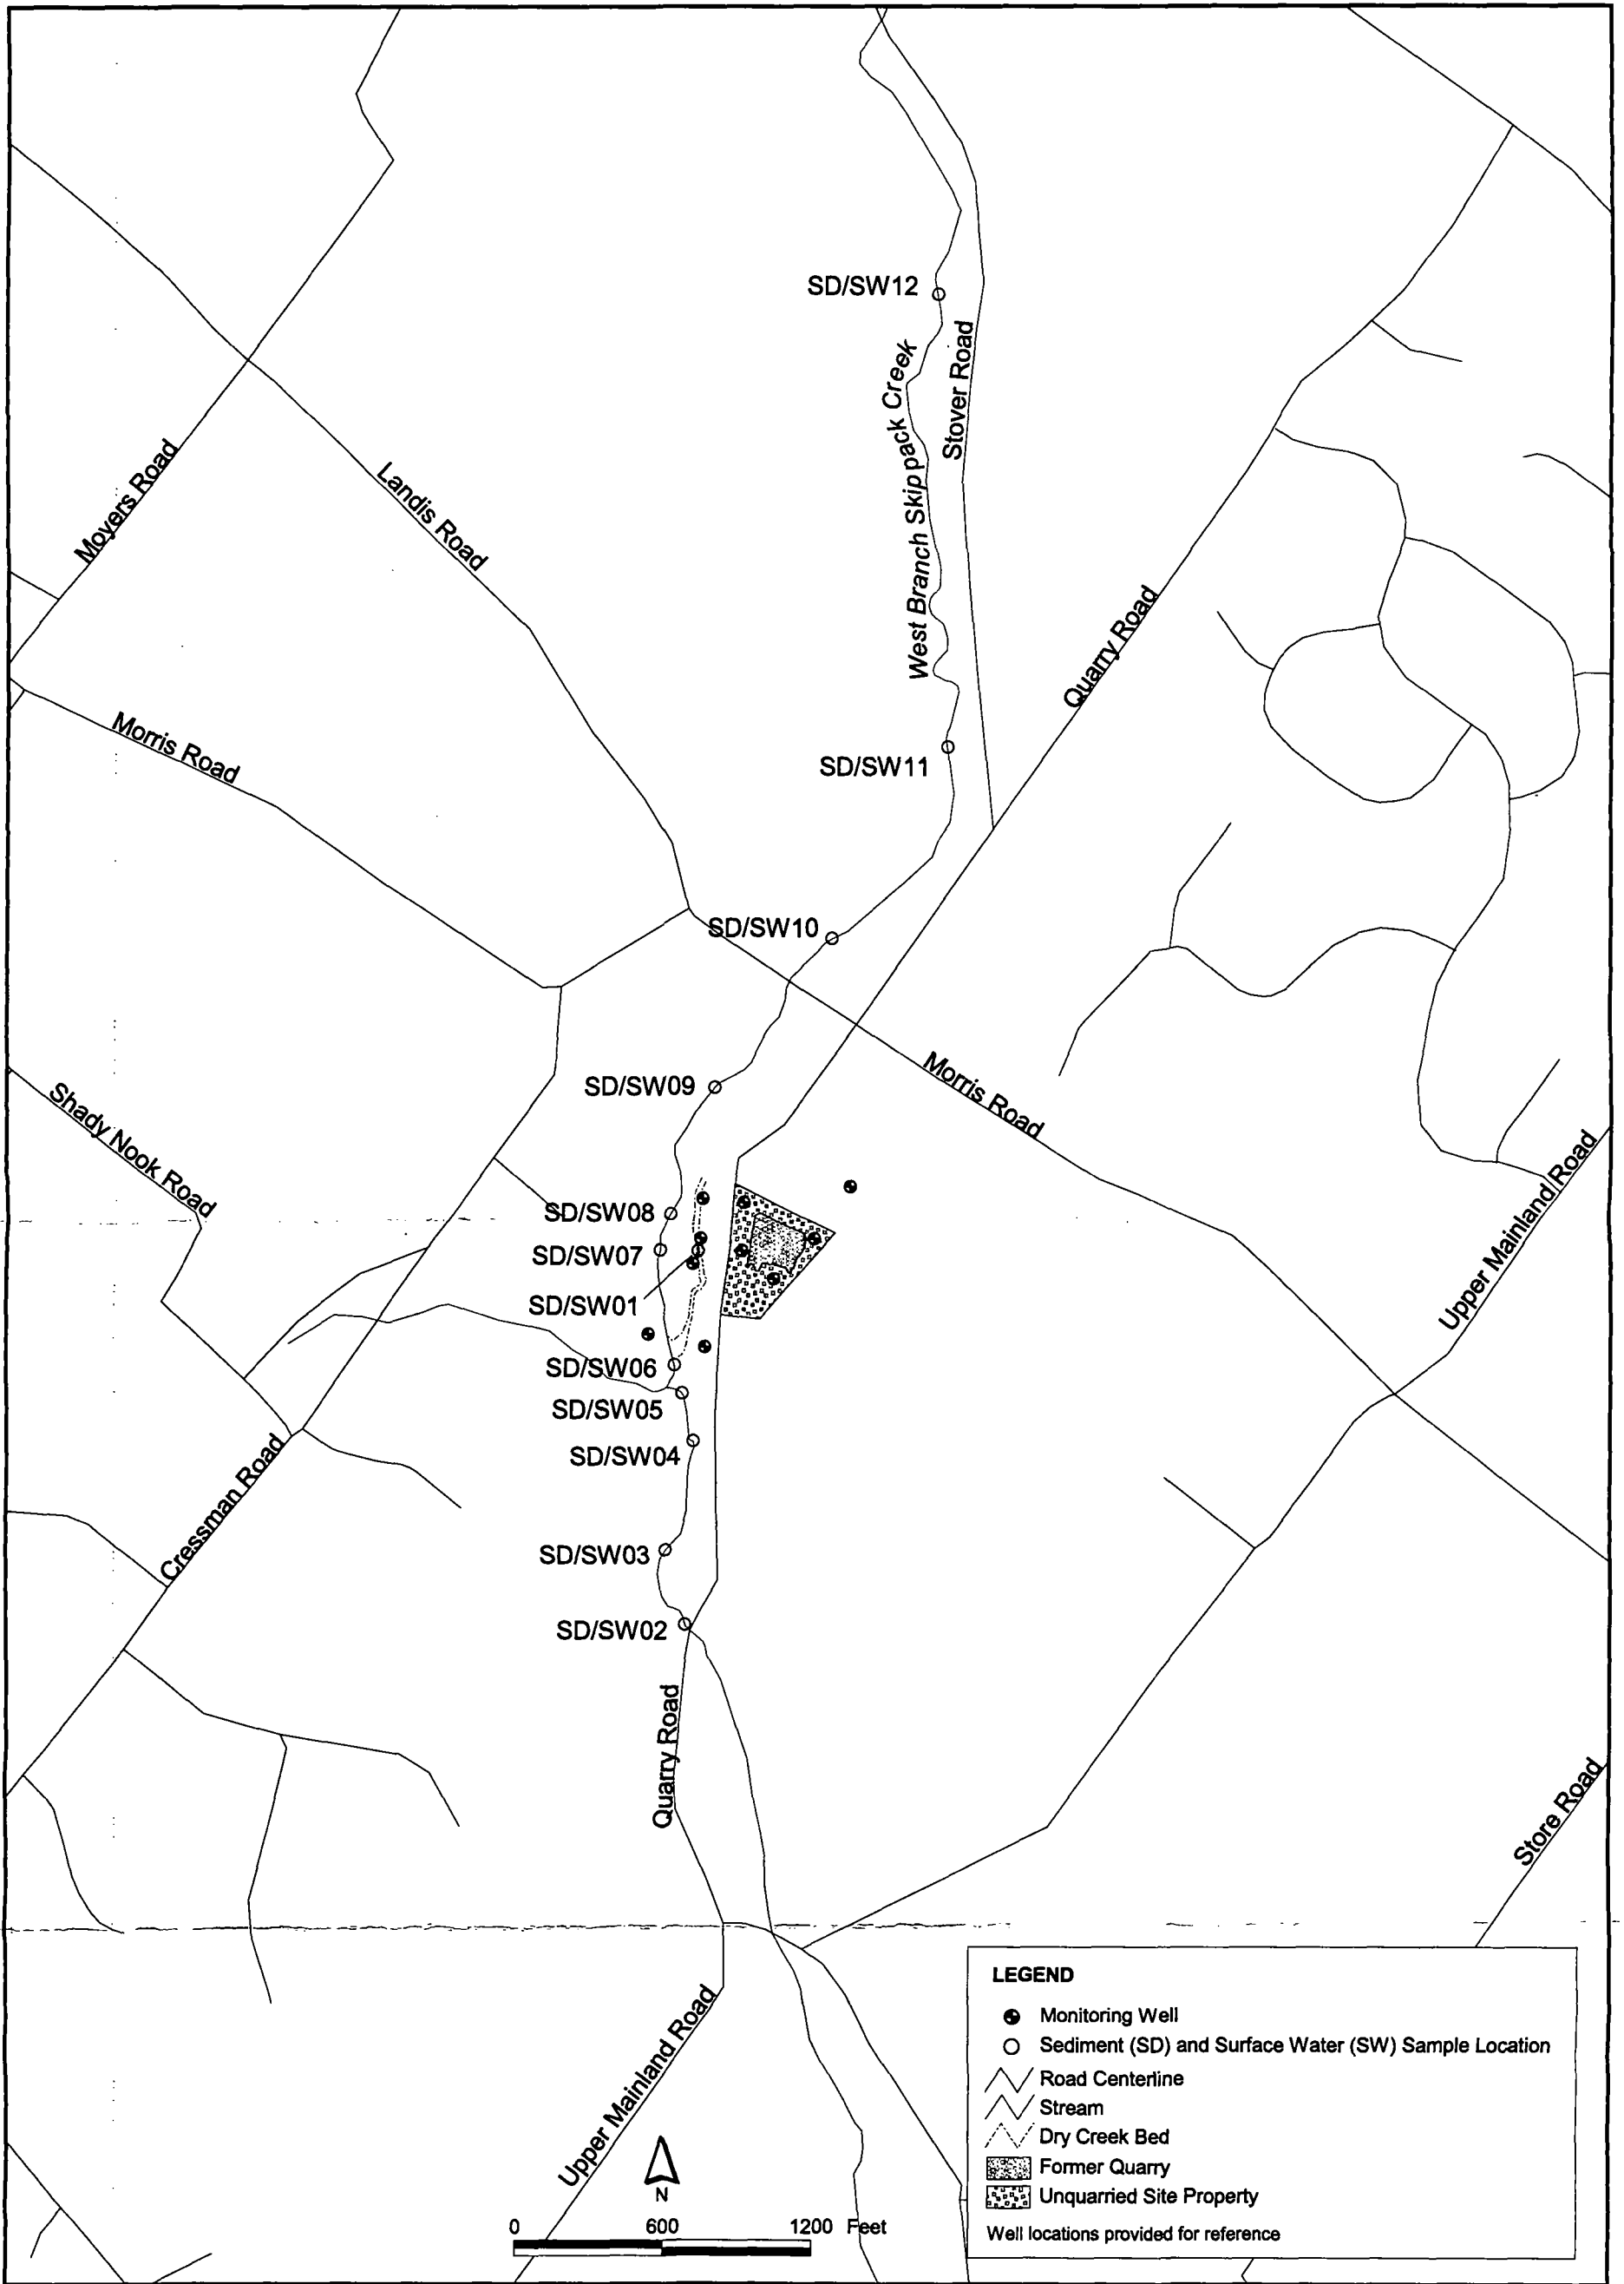 SD/SW12
West Branch Skippack Creek
Stover Road
Moyers Road
Landis Road
Quarry Road
Morris Road
SD/SW11
SD/SW10
Morris Road
SD/SW09
Shady Nook Road
Upper Mainland Road
SD/SW08
SD/SW07
SD/SW01
SD/SW06
SD/SW05
SD/SW04
Cressman Road
SD/SW03
SD/SW02
Quarry Road
Store Road
Upper Mainland Road
N
0 600 1200 Feet
LEGEND
Monitoring Well
Sediment (SD) and Surface Water (SW) Sample Location
Road Centerline
Stream
Dry Creek Bed
Former Quarry
Unquarried Site Property
Well locations provided for reference